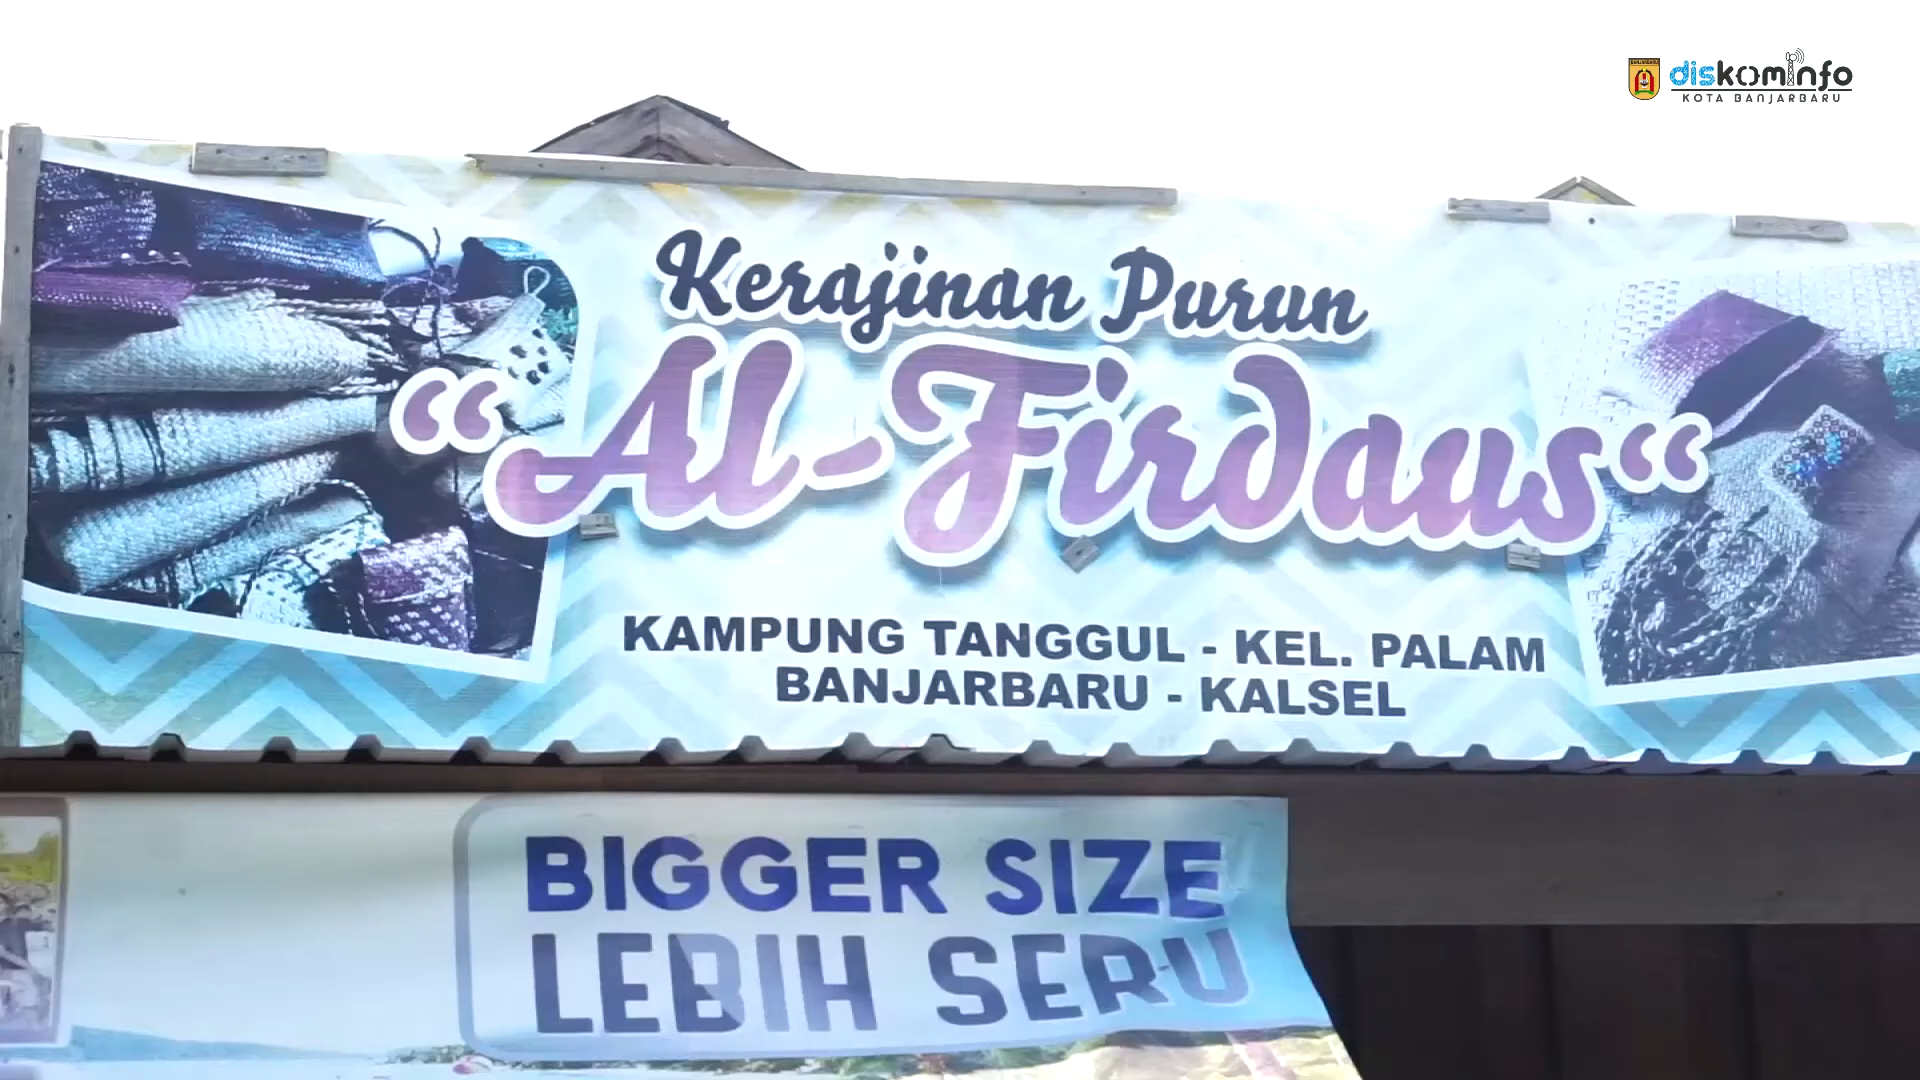 diskominfo
KOTA BANJARBARU
Kerajinan Purun
“Al-Firdaus“
KAMPUNG TANGGUL - KEL. PALAM
BANJARBARU - KALSEL
BIGGER SIZE
LEBIH SERU